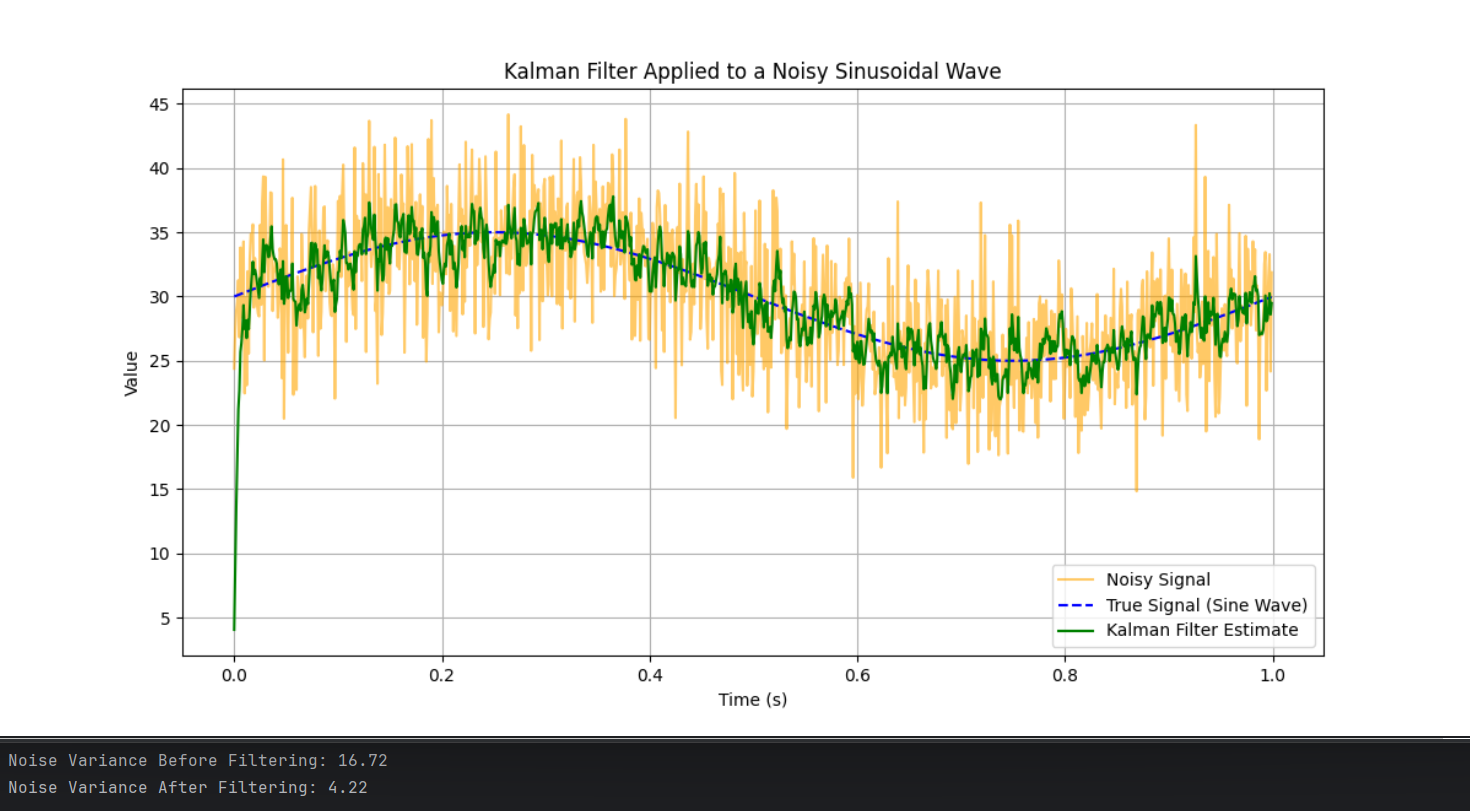 Kalman Filter Applied to a Noisy Sinusoidal Wave
45
40
35
30
25
20
15
10
5
Value
0.0 0.2 0.4 0.6 0.8 1.0
Time (s)
Noisy Signal
True Signal (Sine Wave)
Kalman Filter Estimate
Noise Variance Before Filtering: 16.72
Noise Variance After Filtering: 4.22